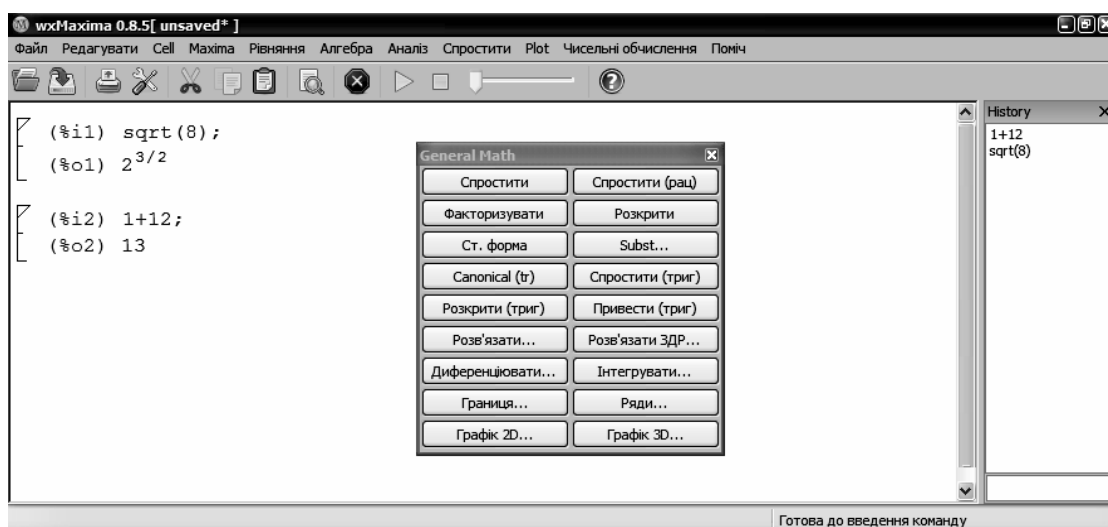 wxMaxima 0.8.5[ unsaved* ]
Файл Редагувати Cell Maxima Рівняння Алгебра Аналіз Спростити Plot Чисельні обчислення Поміч
(%i1) sqrt(8);
(%o1) 2^3/2
(%i2) 1+12;
(%o2) 13
General Math
Спростити Спростити (рац)
Факторизувати Розкрити
Ст. форма Subst...
Canonical (tr) Спростити (триг)
Розкрити (триг) Привести (триг)
Розв'язати... Розв'язати ЗДР...
Диференціювати... Інтегрувати...
Границя... Ряди...
Графік 2D... Графік 3D...
History
1+12
sqrt(8)
Готова до введення команду